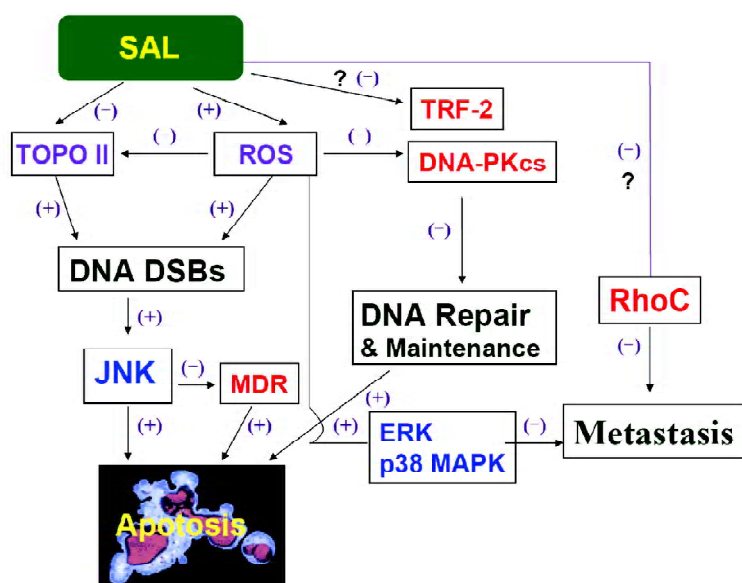 SAL
? (−)
(−)
(+)
TRF-2
( )
( )
TOPO II
ROS
DNA-PKcs
(−)
?
(+)
(+)
(−)
DNA DSBs
RhoC
(+)
DNA Repair
& Maintenance
(−)
JNK
(−)
MDR
(+)
(+)
(+)
(+)
ERK
p38 MAPK
(−)
Metastasis
Apotosis